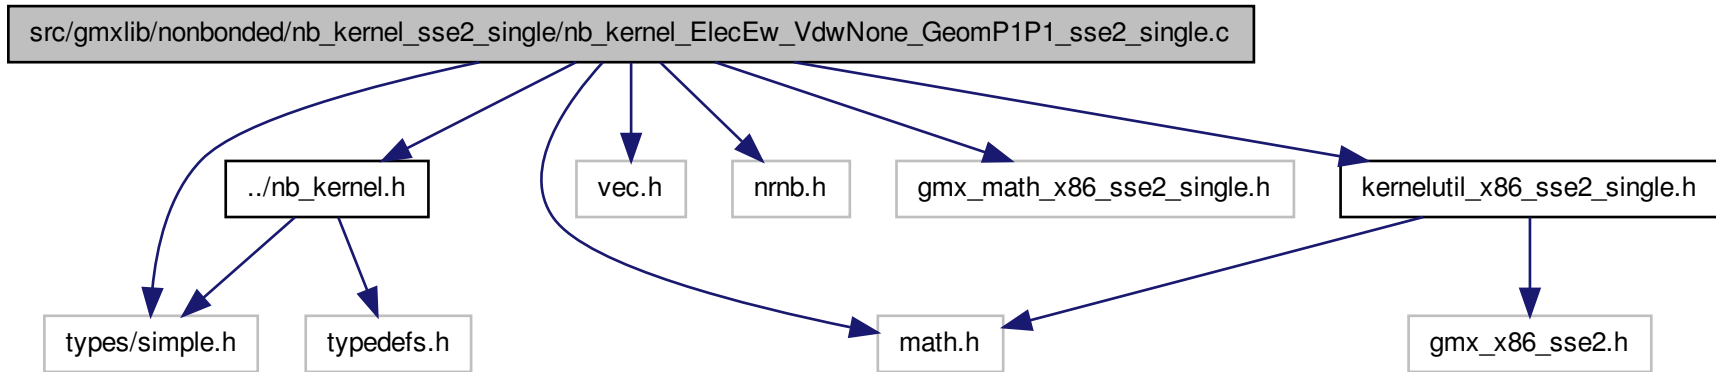 src/gmxlib/nonbonded/nb_kernel_sse2_single/nb_kernel_ElecEw_VdwNone_GeomP1P1_sse2_single.c
../nb_kernel.h
vec.h
nrnb.h
gmx_math_x86_sse2_single.h
kernelutil_x86_sse2_single.h
types/simple.h
typedefs.h
math.h
gmx_x86_sse2.h